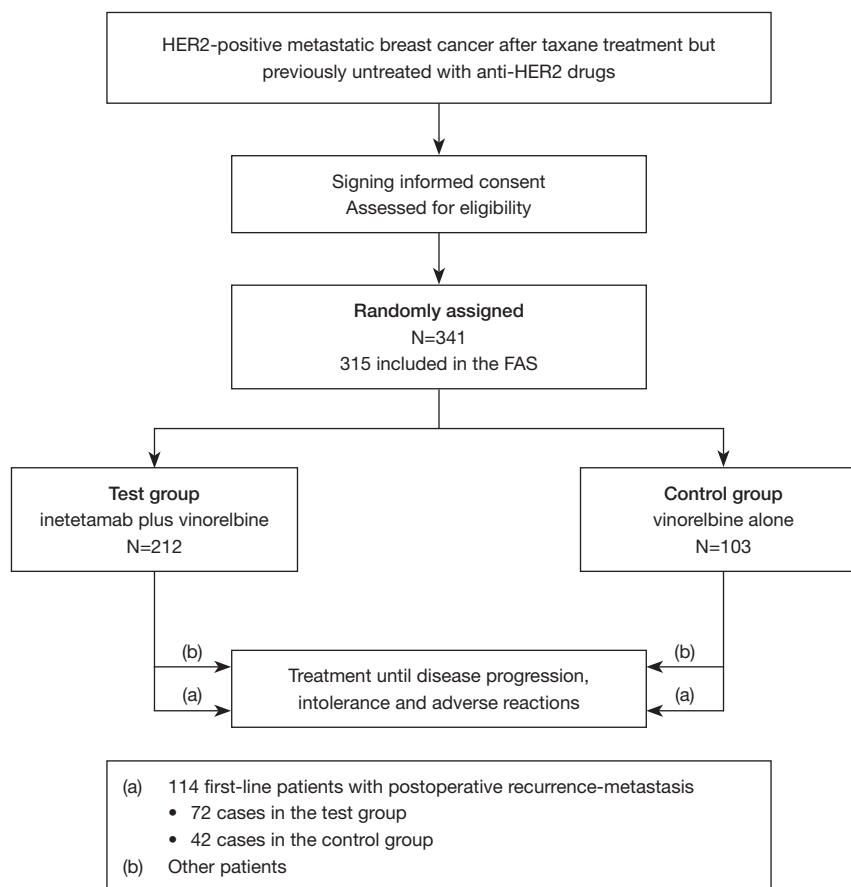 HER2-positive metastatic breast cancer after taxane treatment but
previously untreated with anti-HER2 drugs
Signing informed consent
Assessed for eligibility
Randomly assigned
N=341
315 included in the FAS
Test group
inetetamab plus vinorelbine
N=212
Control group
vinorelbine alone
N=103
(b)
(a)
Treatment until disease progression,
intolerance and adverse reactions
(b)
(a)
(a) 114 first-line patients with postoperative recurrence-metastasis
• 72 cases in the test group
• 42 cases in the control group
(b) Other patients